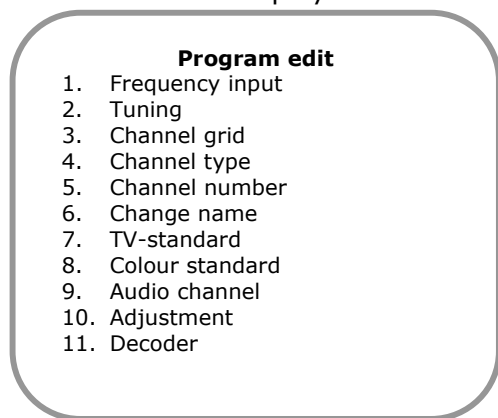 Program edit
1. Frequency input
2. Tuning
3. Channel grid
4. Channel type
5. Channel number
6. Change name
7. TV-standard
8. Colour standard
9. Audio channel
10. Adjustment
11. Decoder